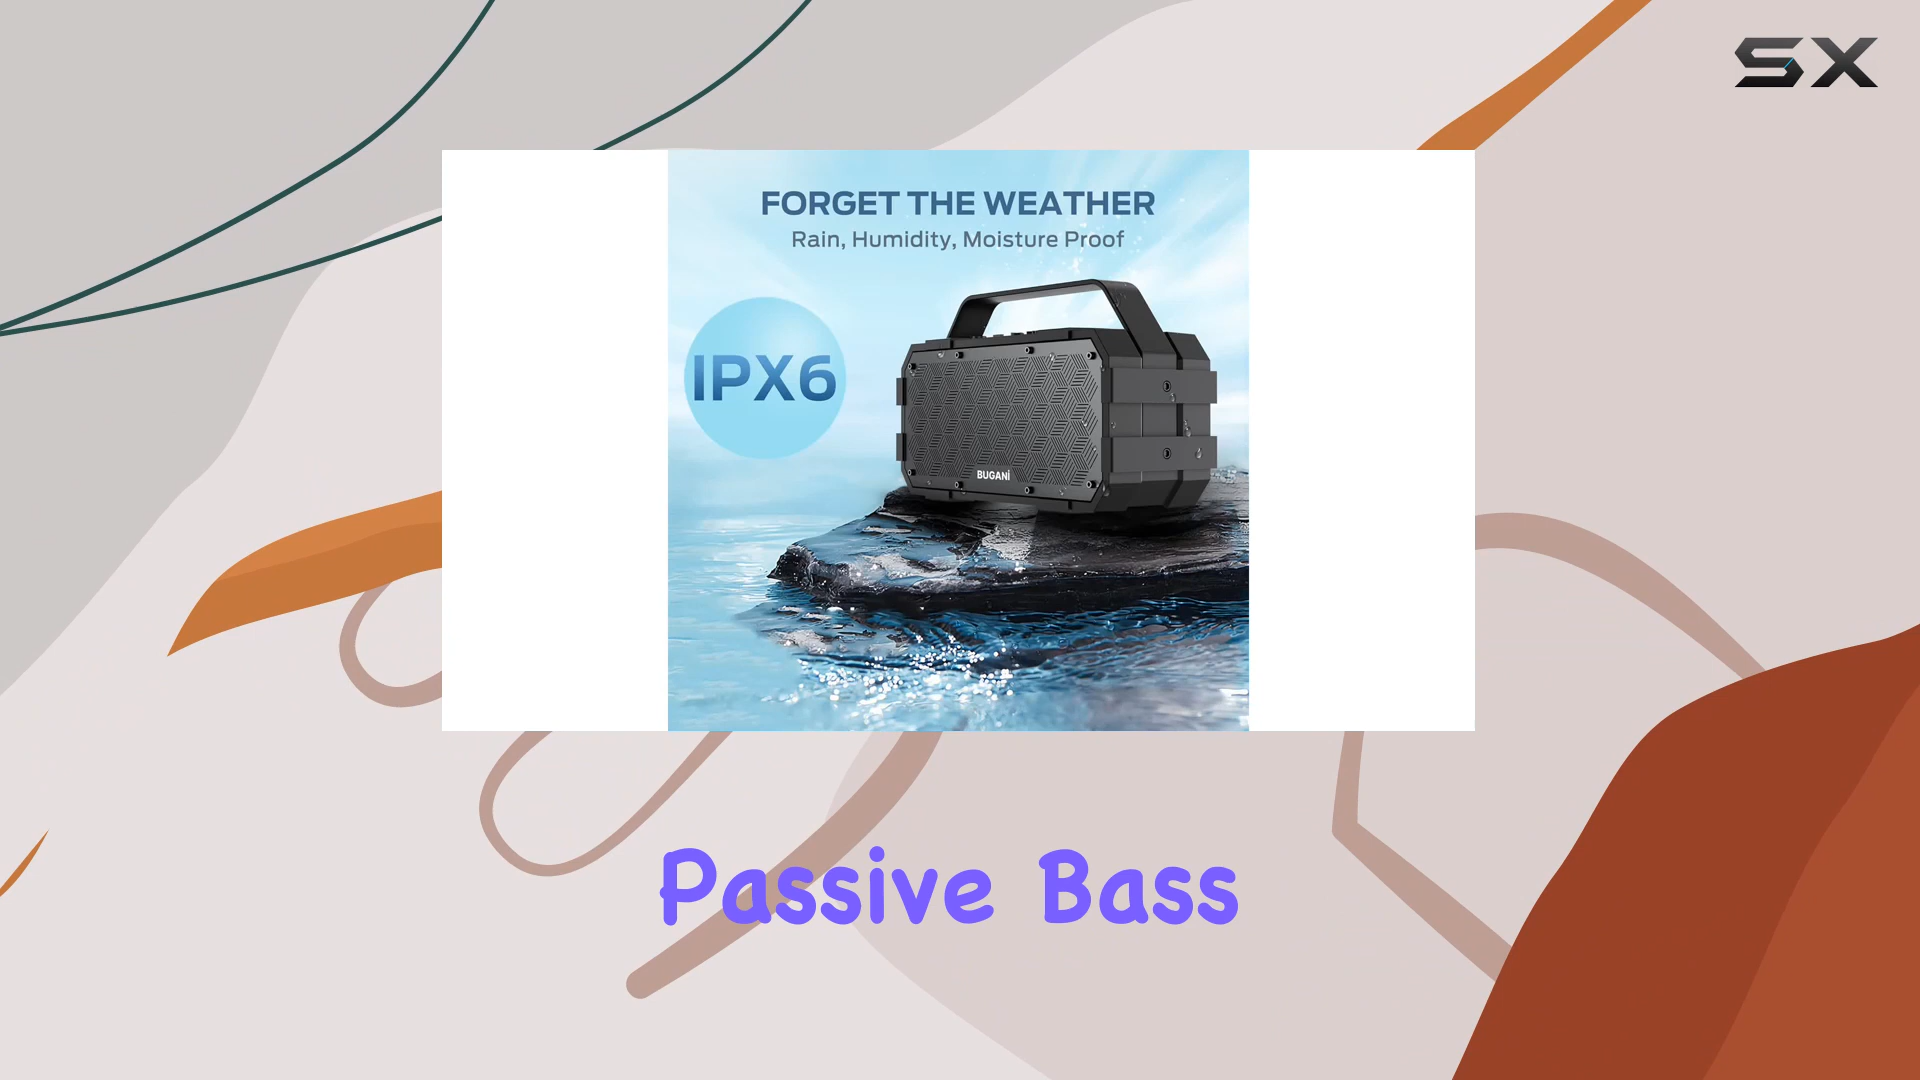 SX
FORGET THE WEATHER
Rain, Humidity, Moisture Proof
IPX6
BUGANi
Passive Bass